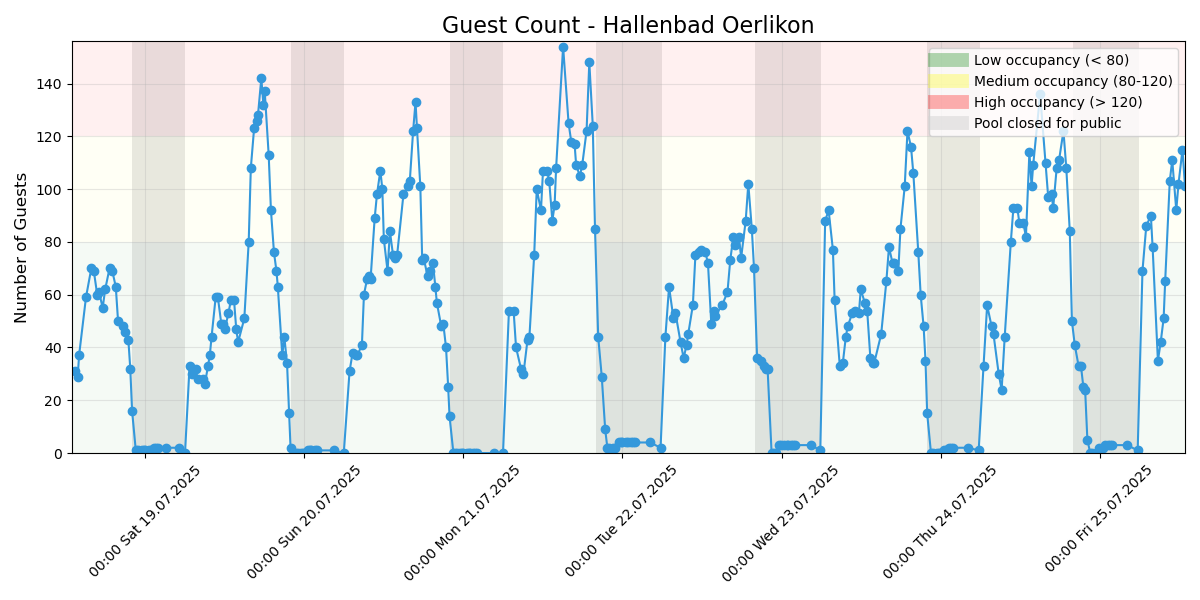 Guest Count - Hallenbad Oerlikon
Number of Guests
140
120
100
80
60
40
20
0
Low occupancy (< 80)
Medium occupancy (80-120)
High occupancy (> 120)
Pool closed for public
00:00 Sat 19.07.2025
00:00 Sun 20.07.2025
00:00 Mon 21.07.2025
00:00 Tue 22.07.2025
00:00 Wed 23.07.2025
00:00 Thu 24.07.2025
00:00 Fri 25.07.2025